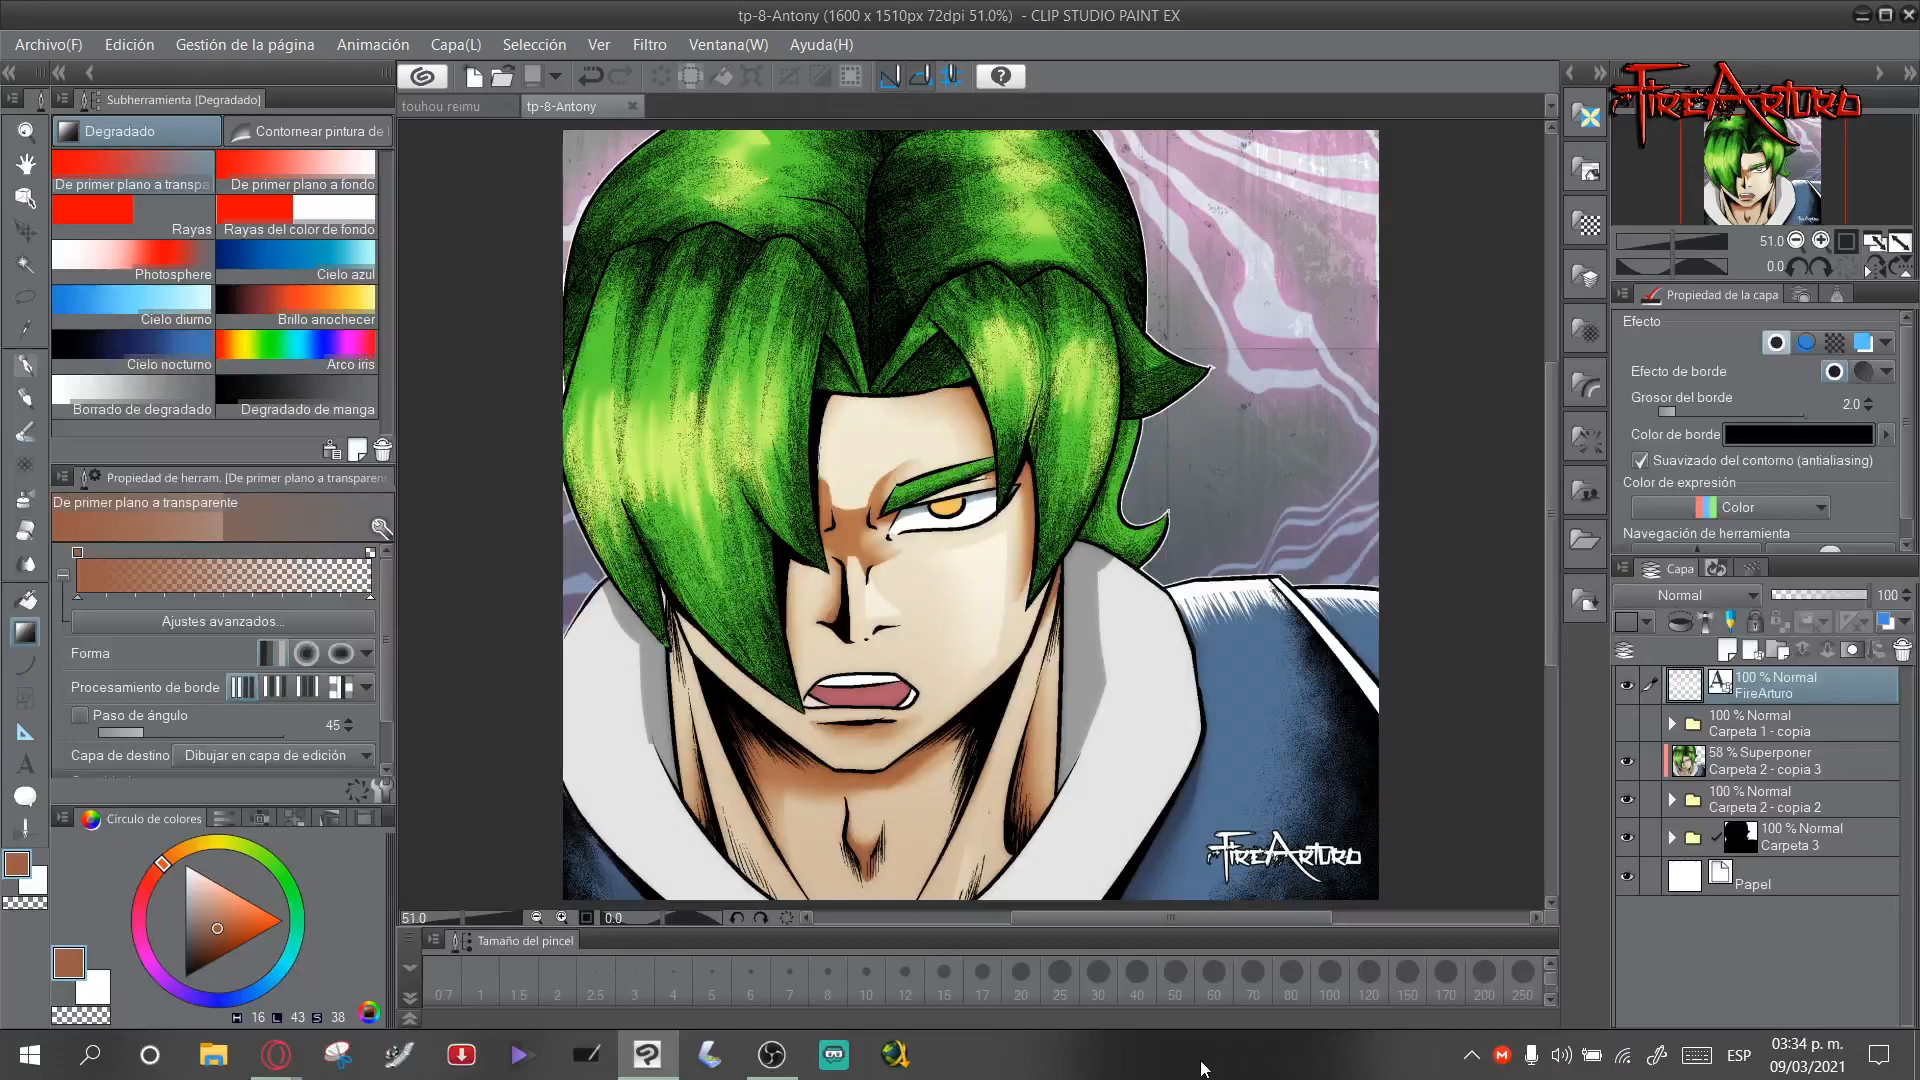 tp-8-Antony (1600 x 1510px 72dpi 51.0%) - CLIP STUDIO PAINT EX
Archivo(F) Edición Gestión de la página Animación Capa(L) Selección Ver Filtro Ventana(W) Ayuda(H)
Subherramienta [Degradado]
Degradado Contornear pintura de
De primer plano a transpa De primer plano a fondo
Rayas Rayas del color de fondo
Photosphere Cielo azul
Cielo diurno Brillo anochecer
Cielo nocturno Arco iris
Borrado de degradado Degradado de manga
Propiedad de herram. [De primer plano a transparen
De primer plano a transparente
Ajustes avanzados...
Forma
Procesamiento de borde
Paso de ángulo
45
Capa de destino Dibujar en capa de edición
Círculo de colores
H 16 L 43 S 38
touhou reimu tp-8-Antony
FireArturo
51.0 0.0
Tamaño del pincel
0.7 1 1.5 2 2.5 3 4 5 6 7 8 10 12 15 17 20 25 30 40 50 60 70 80 100 120 150 170 200 250
FireArturo
51.0
0.0
Propiedad de la capa
Efecto
Efecto de borde
Grosor del borde 2.0
Color de borde
Suavizado del contorno (antialiasing)
Color de expresión
Color
Navegación de herramienta
Capa
Normal 100
100 % Normal
FireArturo
100 % Normal
Carpeta 1 - copia
58 % Superponer
Carpeta 2 - copia 3
100 % Normal
Carpeta 2 - copia 2
100 % Normal
Carpeta 3
Papel
ESP
03:34 p. m.
09/03/2021